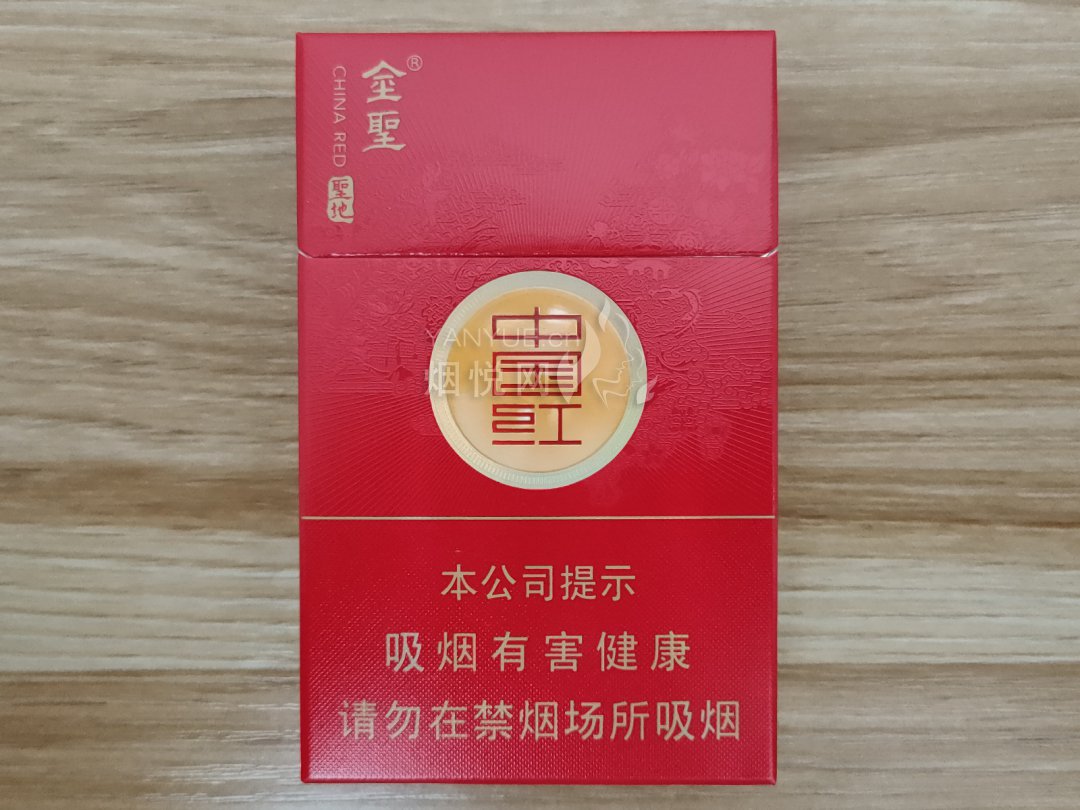 金聖®
CHINA RED
聖地
YANYUE.cn
烟悦网
中国红
本公司提示
吸烟有害健康
请勿在禁烟场所吸烟